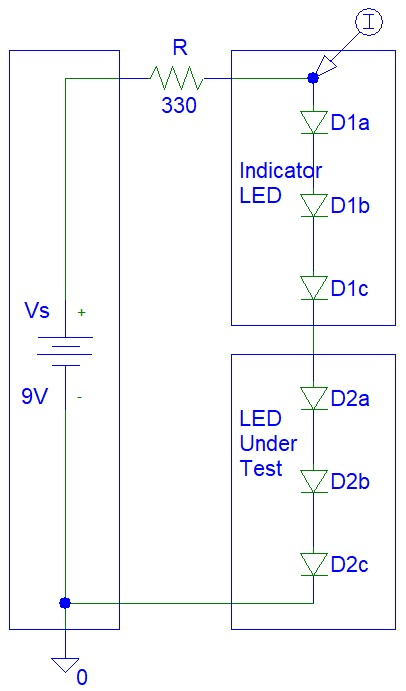 I
R
330
D1a
Indicator
LED
D1b
D1c
Vs
+
9V
-
D2a
LED
Under
Test
D2b
D2c
0